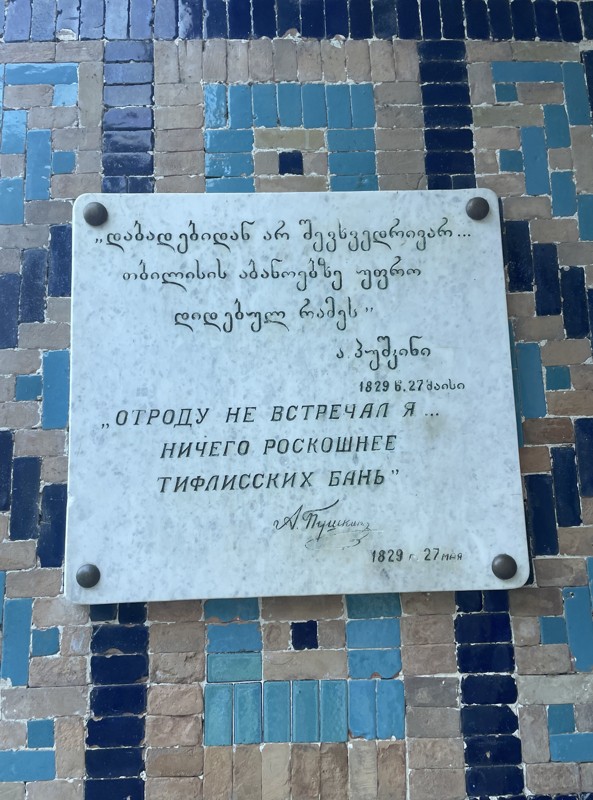 „დაბადებიდან არ შევხვედრივარ...
თბილისის აბანოებზე უფრო
დიდებულ რამეს”
ა. პუშკინი
1829 წ. 27 მაისი
„ОТРОДУ НЕ ВСТРЕЧАЛ Я ...
НИЧЕГО РОСКОШНЕЕ
ТИФЛИССКИХ БАНЬ”
А. Пушкин
1829 г. 27 мая